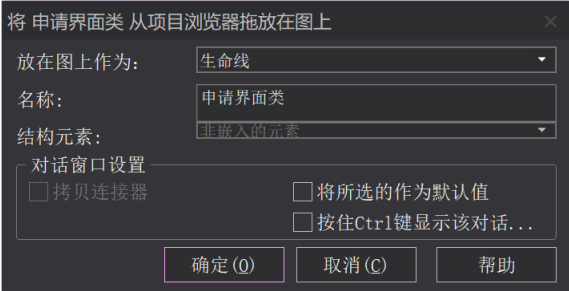 将 申请界面类 从项目浏览器拖放在图上
放在图上作为: 生命线
名称: 申请界面类
结构元素: 非嵌入的元素
对话窗口设置
拷贝连接器 将所选的作为默认值
按住Ctrl键显示该对话...
确定(O) 取消(C) 帮助